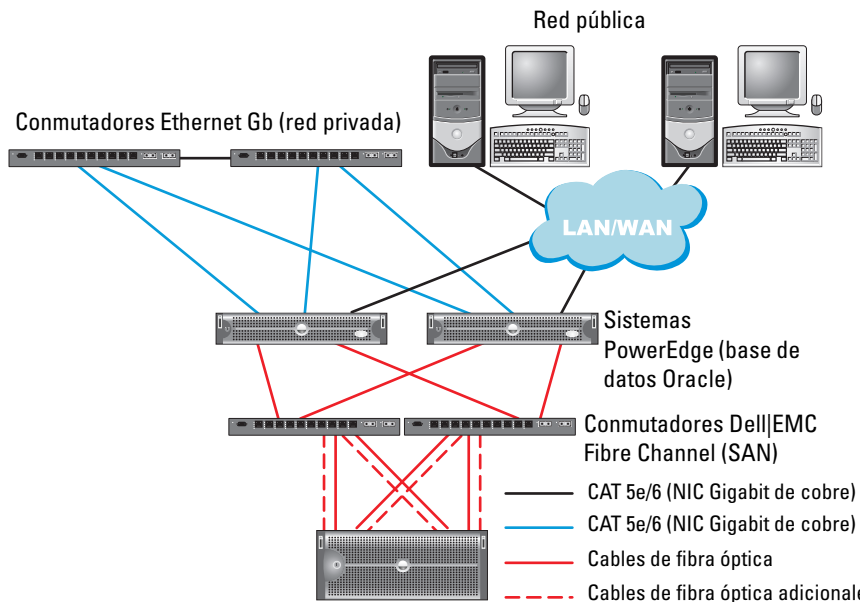 Red pública
Conmutadores Ethernet Gb (red privada)
LAN/WAN
Sistemas
PowerEdge (base de
datos Oracle)
Conmutadores Dell|EMC
Fibre Channel (SAN)
CAT 5e/6 (NIC Gigabit de cobre)
CAT 5e/6 (NIC Gigabit de cobre)
Cables de fibra óptica
Cables de fibra óptica adicionale